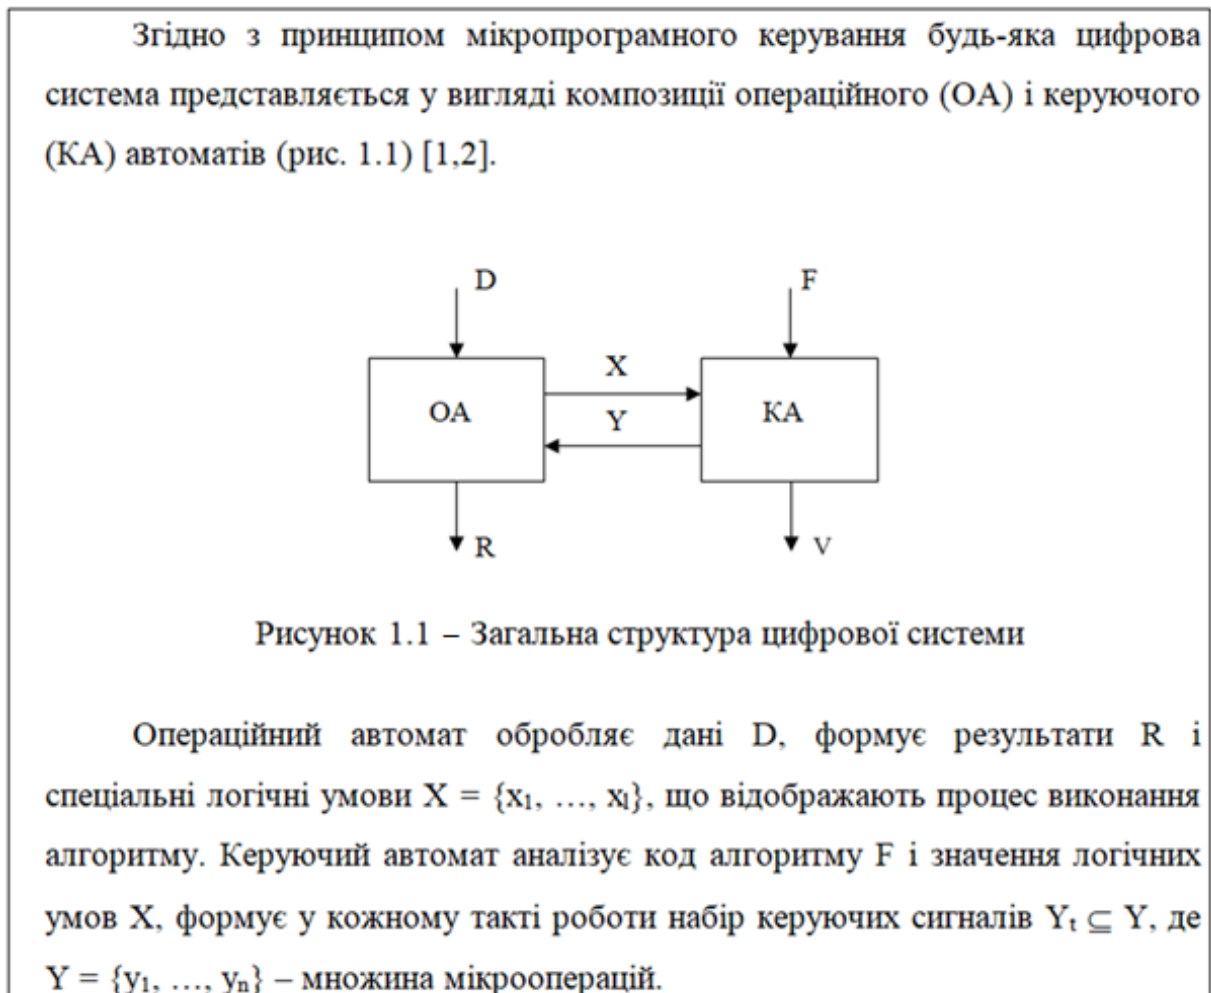 Згідно з принципом мікропрограмного керування будь-яка цифрова
система представляється у вигляді композиції операційного (ОА) і керуючого
(КА) автоматів (рис. 1.1) [1,2].
D F
X
ОА КА
Y
R V
Рисунок 1.1 – Загальна структура цифрової системи
Операційний автомат обробляє дані D, формує результати R і
спеціальні логічні умови X = {x₁, …, xₗ}, що відображають процес виконання
алгоритму. Керуючий автомат аналізує код алгоритму F і значення логічних
умов X, формує у кожному такті роботи набір керуючих сигналів Yₜ ⊆ Y, де
Y = {y₁, …, yₙ} – множина мікрооперацій.